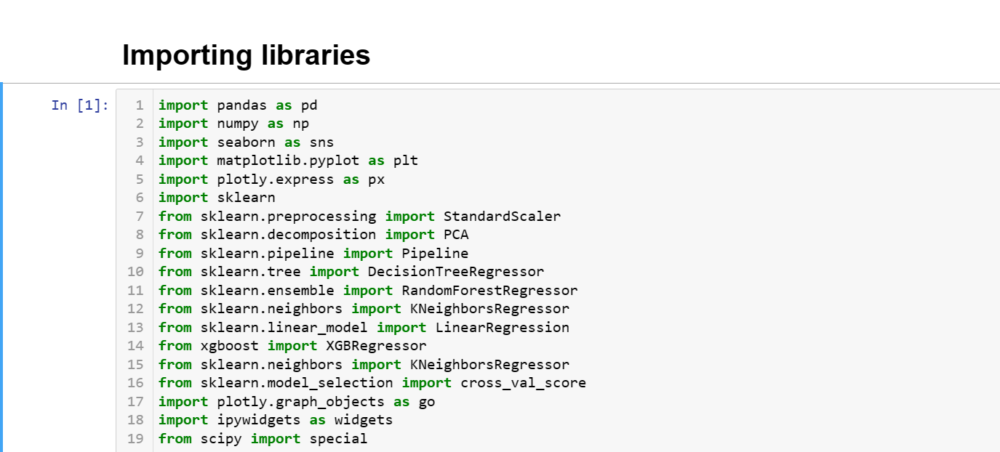 Importing libraries
In [1]:
1 import pandas as pd
2 import numpy as np
3 import seaborn as sns
4 import matplotlib.pyplot as plt
5 import plotly.express as px
6 import sklearn
7 from sklearn.preprocessing import StandardScaler
8 from sklearn.decomposition import PCA
9 from sklearn.pipeline import Pipeline
10 from sklearn.tree import DecisionTreeRegressor
11 from sklearn.ensemble import RandomForestRegressor
12 from sklearn.neighbors import KNeighborsRegressor
13 from sklearn.linear_model import LinearRegression
14 from xgboost import XGBRegressor
15 from sklearn.neighbors import KNeighborsRegressor
16 from sklearn.model_selection import cross_val_score
17 import plotly.graph_objects as go
18 import ipywidgets as widgets
19 from scipy import special